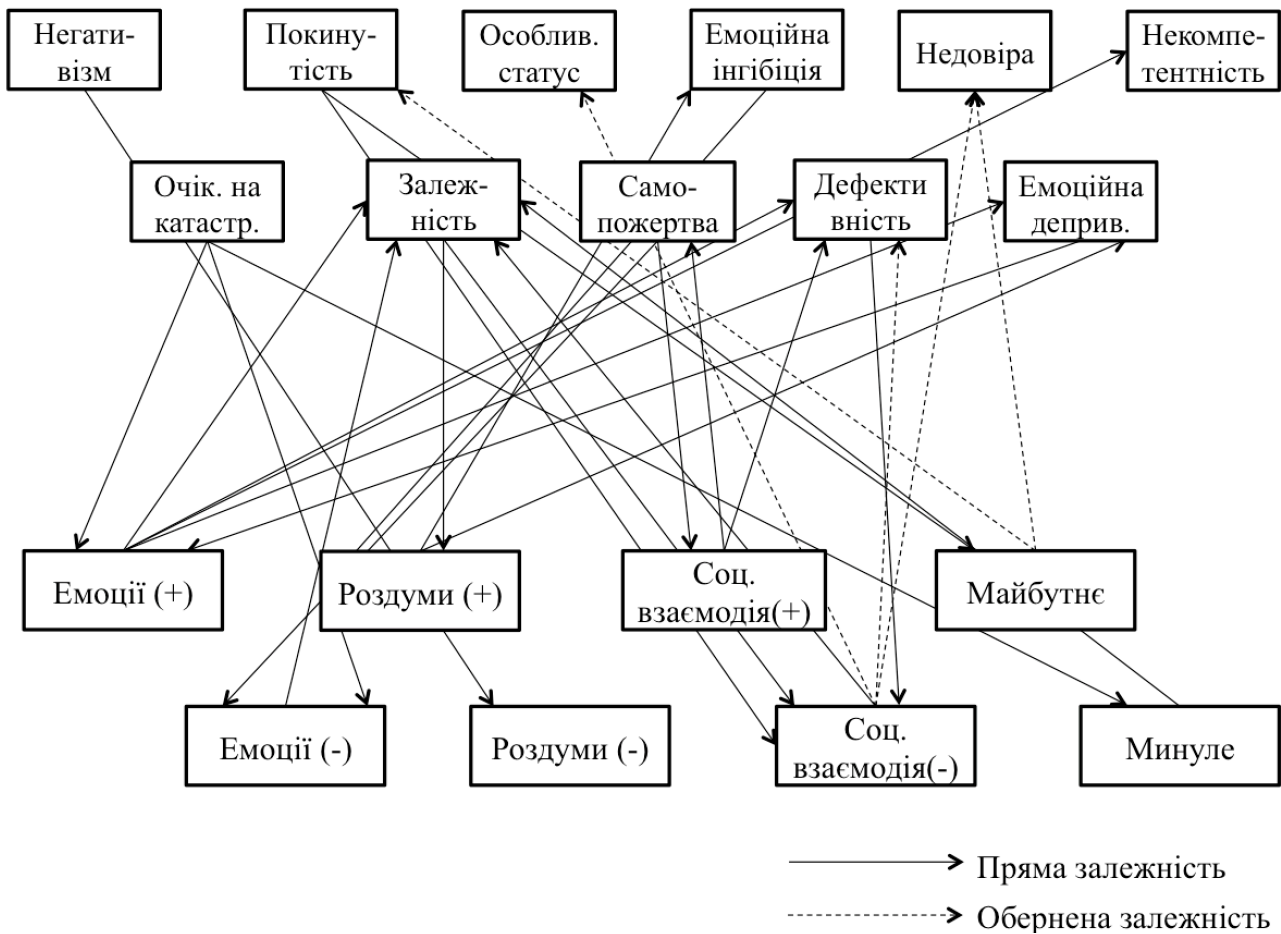 Негати-
візм
Покину-
тість
Особлив.
статус
Емоційна
інгібіція
Недовіра
Некомпе-
тентність
Очік. на
катастр.
Залеж-
ність
Само-
пожертва
Дефекти
вність
Емоційна
деприв.
Емоції (+)
Роздуми (+)
Соц.
взаємодія(+)
Майбутнє
Емоції (-)
Роздуми (-)
Соц.
взаємодія(-)
Минуле
Пряма залежність
Обернена залежність